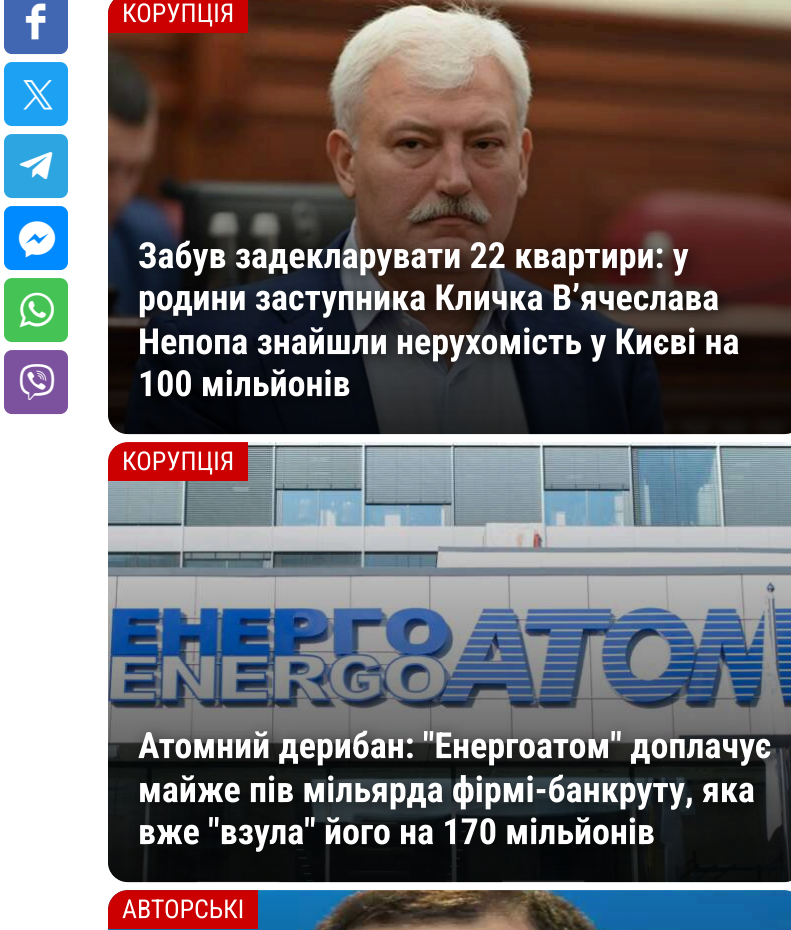 КОРУПЦІЯ
Забув задекларувати 22 квартири: у
родини заступника Кличка В’ячеслава
Непопа знайшли нерухомість у Києві на
100 мільйонів
КОРУПЦІЯ
ЕНЕРГОАТОМ
ENERGO
Атомний дерибан: "Енергоатом" доплачує
майже пів мільярда фірмі-банкруту, яка
вже "взула" його на 170 мільйонів
АВТОРСЬКІ